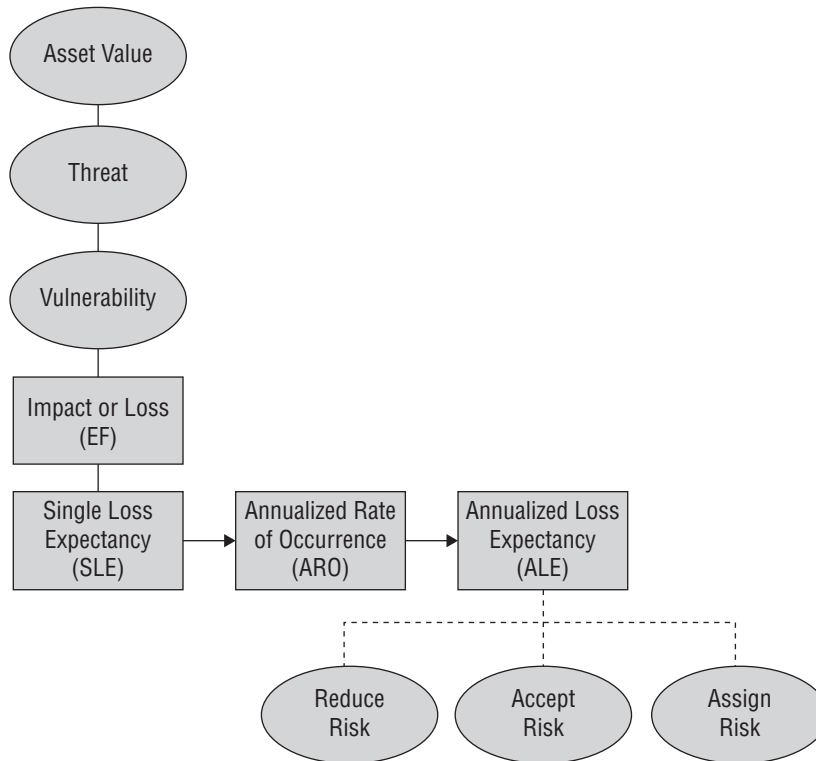 Asset Value
Threat
Vulnerability
Impact or Loss
(EF)
Single Loss
Expectancy
(SLE)
Annualized Rate
of Occurrence
(ARO)
Annualized Loss
Expectancy
(ALE)
Reduce
Risk
Accept
Risk
Assign
Risk